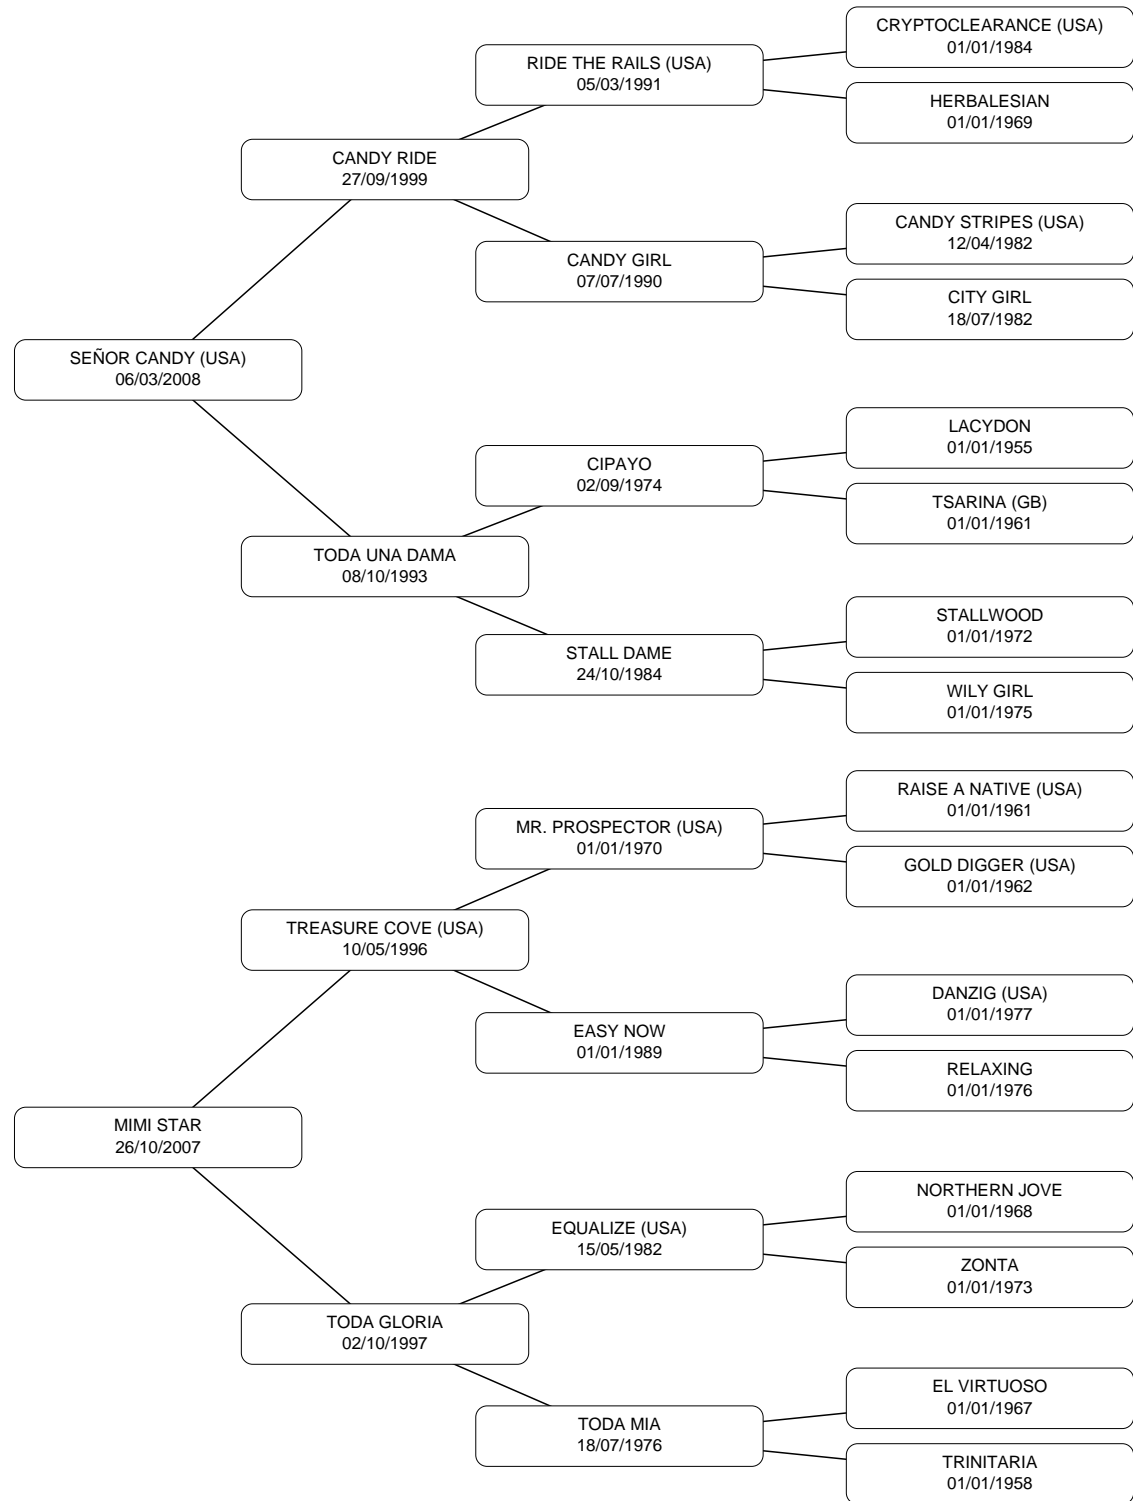 CRYPTOCLEARANCE (USA)
01/01/1984
RIDE THE RAILS (USA)
05/03/1991
HERBALESIAN
01/01/1969
CANDY RIDE
27/09/1999
CANDY STRIPES (USA)
12/04/1982
CANDY GIRL
07/07/1990
CITY GIRL
18/07/1982
SEÑOR CANDY (USA)
06/03/2008
LACYDON
01/01/1955
CIPAYO
02/09/1974
TSARINA (GB)
01/01/1961
TODA UNA DAMA
08/10/1993
STALLWOOD
01/01/1972
STALL DAME
24/10/1984
WILY GIRL
01/01/1975
RAISE A NATIVE (USA)
01/01/1961
MR. PROSPECTOR (USA)
01/01/1970
GOLD DIGGER (USA)
01/01/1962
TREASURE COVE (USA)
10/05/1996
DANZIG (USA)
01/01/1977
EASY NOW
01/01/1989
RELAXING
01/01/1976
MIMI STAR
26/10/2007
NORTHERN JOVE
01/01/1968
EQUALIZE (USA)
15/05/1982
ZONTA
01/01/1973
TODA GLORIA
02/10/1997
EL VIRTUOSO
01/01/1967
TODA MIA
18/07/1976
TRINITARIA
01/01/1958